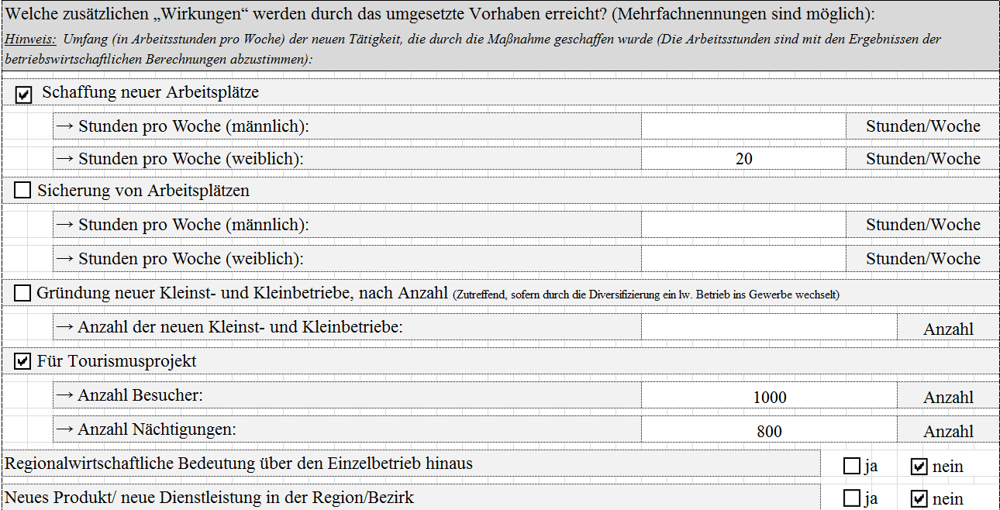 Welche zusätzlichen „Wirkungen“ werden durch das umgesetzte Vorhaben erreicht? (Mehrfachnennungen sind möglich):
Hinweis: Umfang (in Arbeitsstunden pro Woche) der neuen Tätigkeit, die durch die Maßnahme geschaffen wurde (Die Arbeitsstunden sind mit den Ergebnissen der
betriebswirtschaftlichen Berechnungen abzustimmen):
Schaffung neuer Arbeitsplätze
→ Stunden pro Woche (männlich): Stunden/Woche
→ Stunden pro Woche (weiblich): 20 Stunden/Woche
Sicherung von Arbeitsplätzen
→ Stunden pro Woche (männlich): Stunden/Woche
→ Stunden pro Woche (weiblich): Stunden/Woche
Gründung neuer Kleinst- und Kleinbetriebe, nach Anzahl (Zutreffend, sofern durch die Diversifizierung ein lw. Betrieb ins Gewerbe wechselt)
→ Anzahl der neuen Kleinst- und Kleinbetriebe: Anzahl
Für Tourismusprojekt
→ Anzahl Besucher: 1000 Anzahl
→ Anzahl Nächtigungen: 800 Anzahl
Regionalwirtschaftliche Bedeutung über den Einzelbetrieb hinaus ja nein
Neues Produkt/ neue Dienstleistung in der Region/Bezirk ja nein